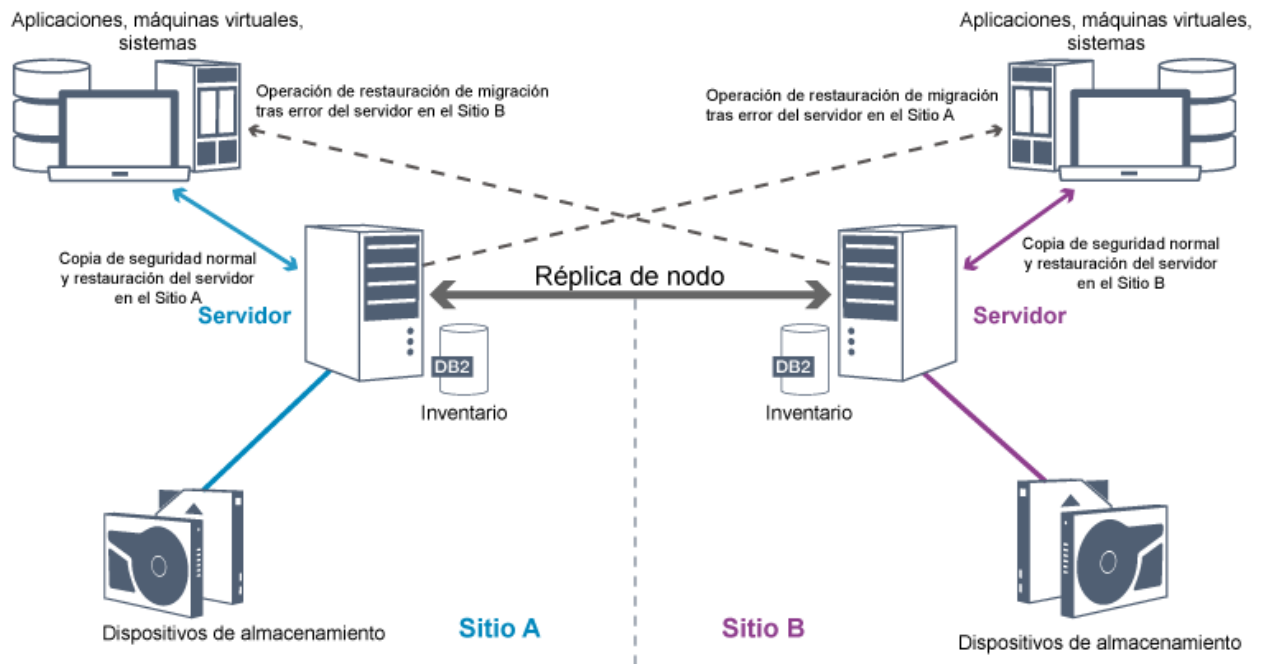 Aplicaciones, máquinas virtuales,
sistemas
Aplicaciones, máquinas virtuales,
sistemas
Operación de restauración de migración
tras error del servidor en el Sitio B
Operación de restauración de migración
tras error del servidor en el Sitio A
Copia de seguridad normal
y restauración del servidor
en el Sitio A
Copia de seguridad normal
y restauración del servidor
en el Sitio B
Réplica de nodo
Servidor
Servidor
DB2
DB2
Inventario
Inventario
Dispositivos de almacenamiento
Sitio A
Sitio B
Dispositivos de almacenamiento